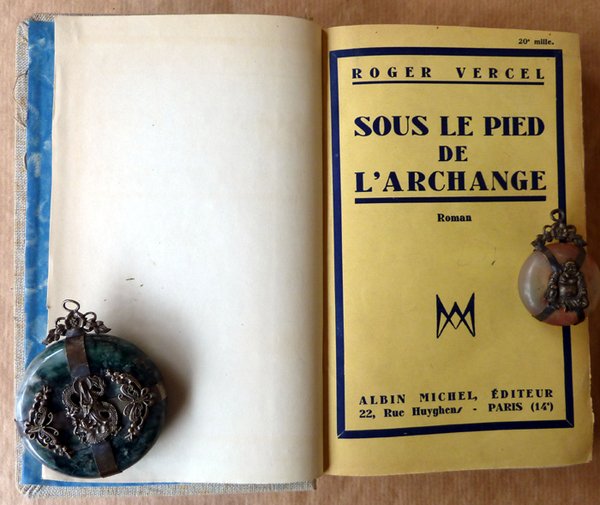 20e mille.
ROGER VERCEL
SOUS LE PIED
DE
L'ARCHANGE
Roman
ALBIN MICHEL, ÉDITEUR
22, Rue Huyghens - PARIS (14e)